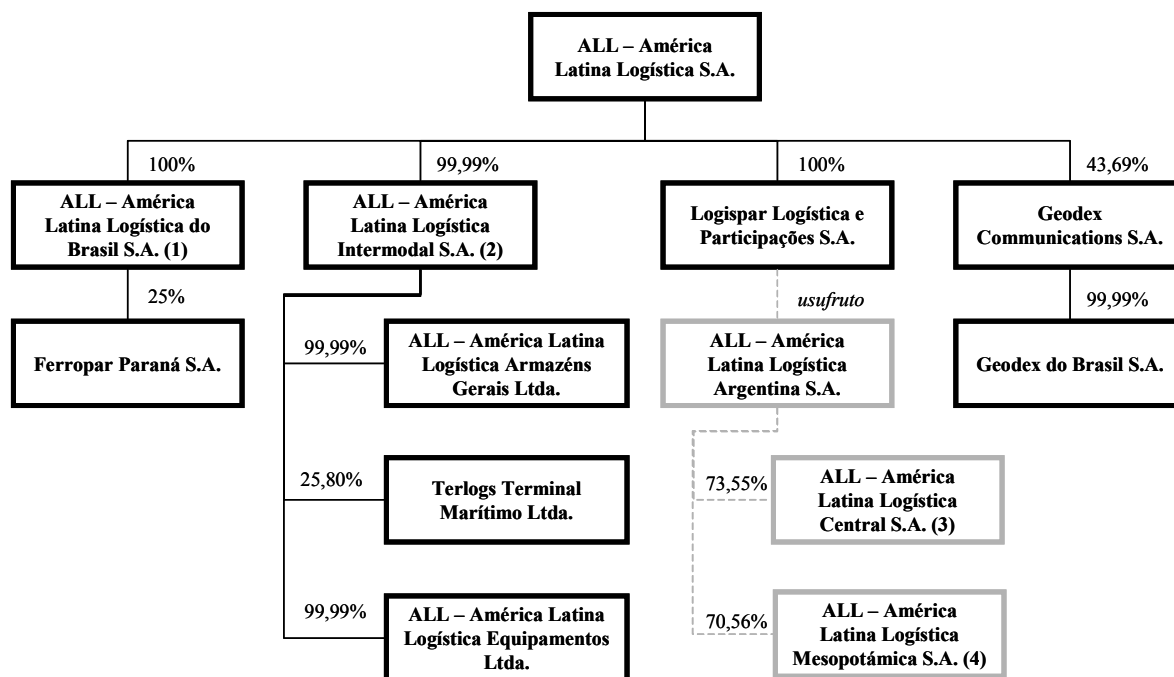 ALL – América
Latina Logística S.A.
100%
99,99%
100%
43,69%
ALL – América
Latina Logística do
Brasil S.A. (1)
ALL – América
Latina Logística
Intermodal S.A. (2)
Logispar Logística e
Participações S.A.
Geodex
Communications S.A.
25%
usufruto
99,99%
Ferropar Paraná S.A.
99,99%
ALL – América Latina
Logística Armazéns
Gerais Ltda.
ALL – América
Latina Logística
Argentina S.A.
Geodex do Brasil S.A.
25,80%
Terlogs Terminal
Marítimo Ltda.
73,55%
ALL – América
Latina Logística
Central S.A. (3)
99,99%
ALL – América Latina
Logística Equipamentos
Ltda.
70,56%
ALL – América
Latina Logística
Mesopotámica S.A. (4)